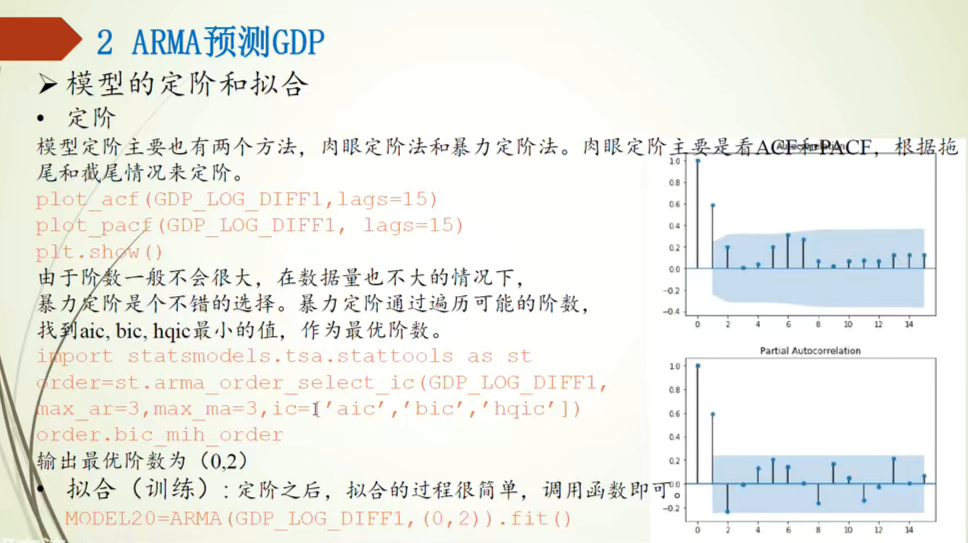 2 ARMA预测GDP
➢ 模型的定阶和拟合
• 定阶
模型定阶主要也有两个方法，肉眼定阶法和暴力定阶法。肉眼定阶主要是看ACF和PACF，根据拖
尾和截尾情况来定阶。
plot_acf(GDP_LOG_DIFF1,lags=15)
plot_pacf(GDP_LOG_DIFF1, lags=15)
plt.show()
由于阶数一般不会很大，在数据量也不大的情况下，
暴力定阶是个不错的选择。暴力定阶通过遍历可能的阶数，
找到aic, bic, hqic最小的值，作为最优阶数。
import statsmodels.tsa.stattools as st
order=st.arma_order_select_ic(GDP_LOG_DIFF1,
max_ar=3,max_ma=3,ic=['aic','bic','hqic'])
order.bic_mih_order
输出最优阶数为（0,2）
• 拟合（训练）: 定阶之后，拟合的过程很简单，调用函数即可。
MODEL20=ARMA(GDP_LOG_DIFF1,(0,2)).fit()
Autocorrelation
1.0
0.8
0.6
0.4
0.2
0.0
−0.2
−0.4
0 2 4 6 8 10 12 14
Partial Autocorrelation
1.0
0.8
0.6
0.4
0.2
0.0
−0.2
0 2 4 6 8 10 12 14